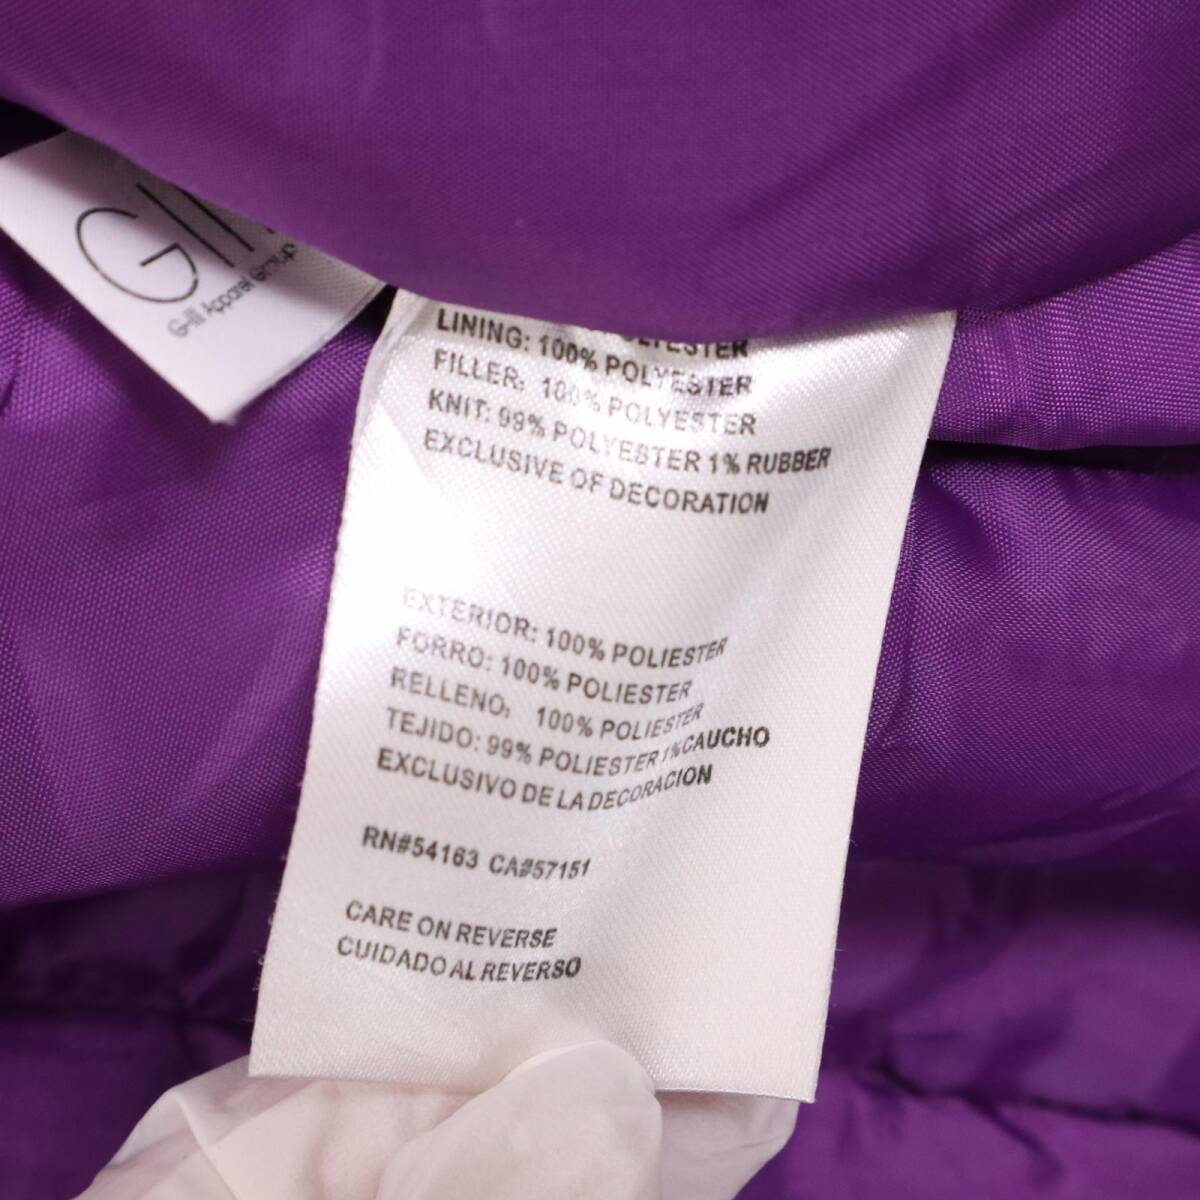 G-III Apparel Group
POLYESTER
LINING: 100% POLYESTER
FILLER: 100% POLYESTER
KNIT: 99% POLYESTER 1% RUBBER
EXCLUSIVE OF DECORATION
EXTERIOR: 100% POLIESTER
FORRO: 100% POLIESTER
RELLENO: 100% POLIESTER
TEJIDO: 99% POLIESTER 1% CAUCHO
EXCLUSIVO DE LA DECORACION
RN#54163 CA#57151
CARE ON REVERSE
CUIDADO AL REVERSO